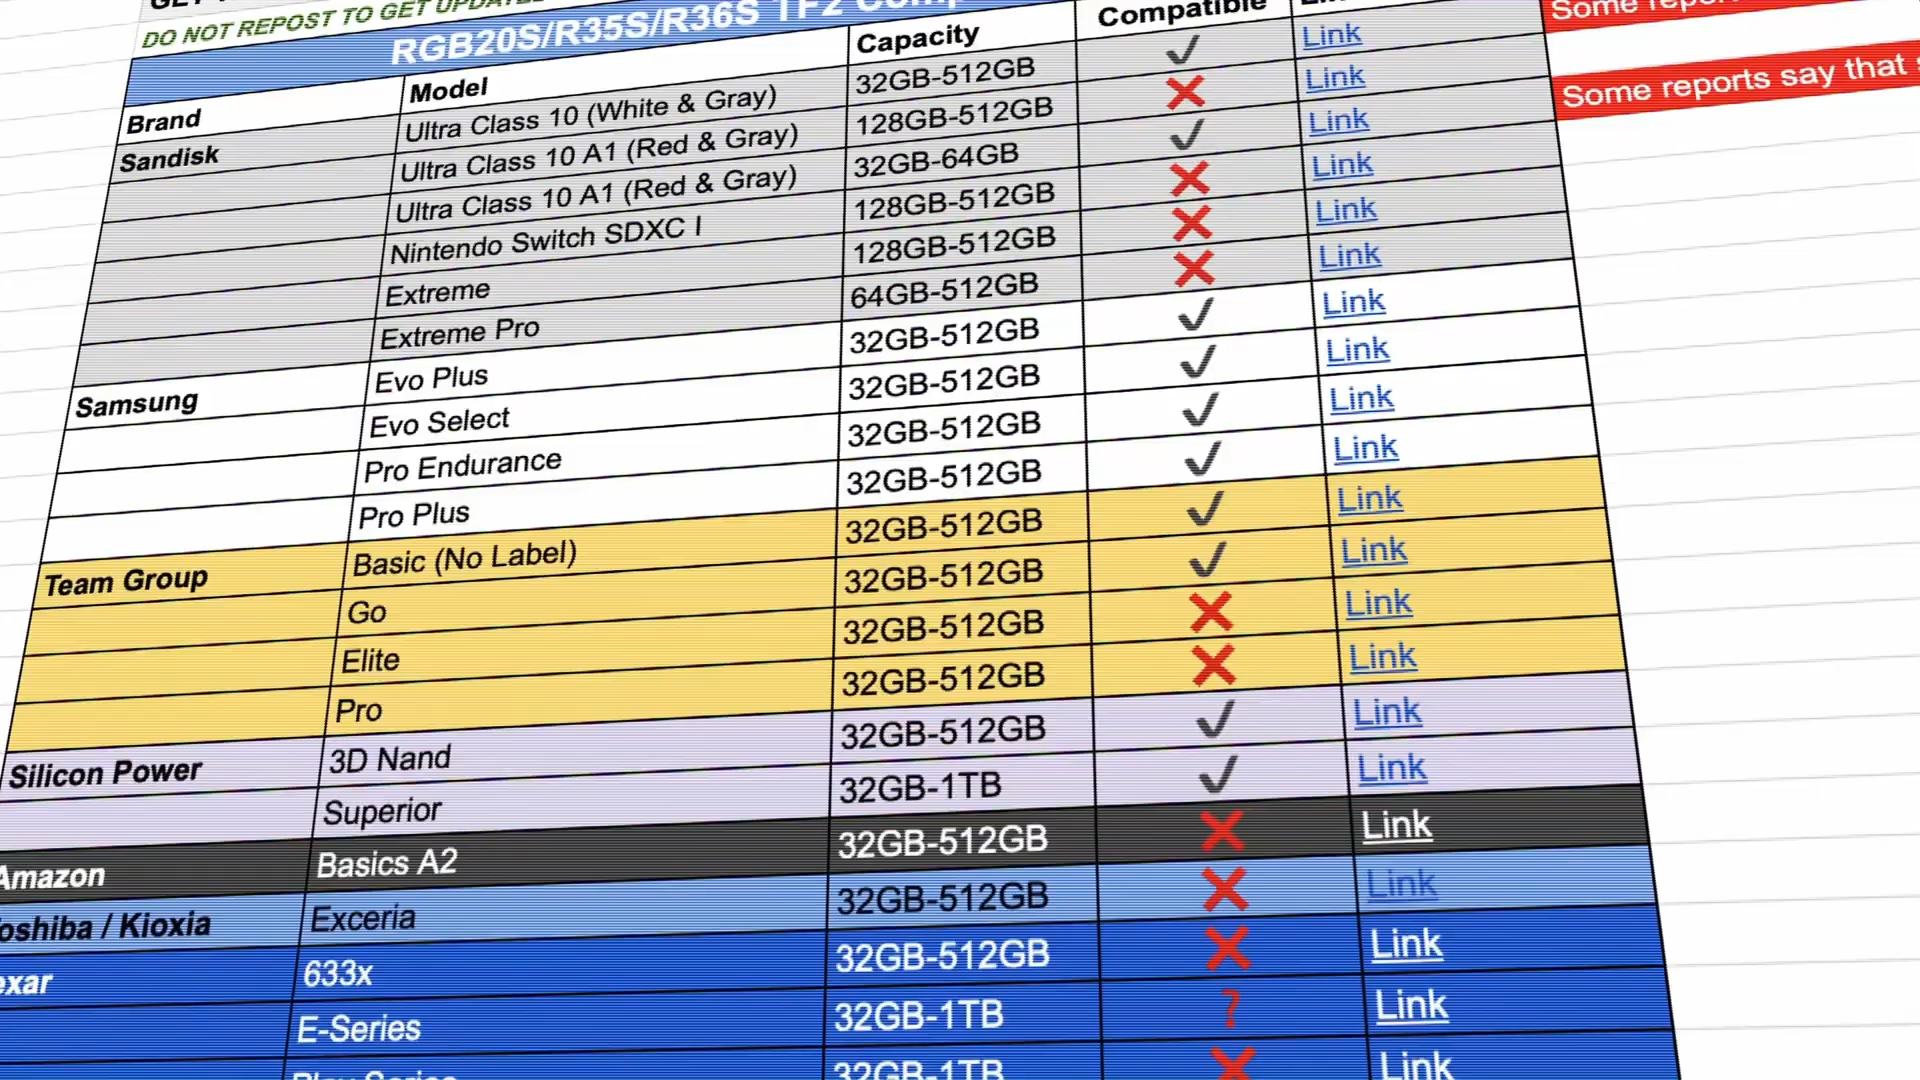 DO NOT REPOST TO GET
RGB20S/R35S/R36S TF2
Brand Model Capacity Compatible
Sandisk Ultra Class 10 (White & Gray) 32GB-512GB ✔ Link
Ultra Class 10 A1 (Red & Gray) 128GB-512GB ❌ Link
Ultra Class 10 A1 (Red & Gray) 32GB-64GB ✔ Link
Nintendo Switch SDXC I 128GB-512GB ❌ Link
Extreme 128GB-512GB ❌ Link
Extreme Pro 64GB-512GB ❌ Link
Samsung Evo Plus 32GB-512GB ✔ Link
Evo Select 32GB-512GB ✔ Link
Pro Endurance 32GB-512GB ✔ Link
Pro Plus 32GB-512GB ✔ Link
Team Group Basic (No Label) 32GB-512GB ✔ Link
Go 32GB-512GB ✔ Link
Elite 32GB-512GB ❌ Link
Pro 32GB-512GB ❌ Link
Silicon Power 3D Nand 32GB-512GB ✔ Link
Superior 32GB-1TB ✔ Link
Amazon Basics A2 32GB-512GB ❌ Link
oshiba / Kioxia Exceria 32GB-512GB ❌ Link
exar 633x 32GB-512GB ❌ Link
E-Series 32GB-1TB ? Link
32GB-1TB ❌ Link
Some
Some reports say that